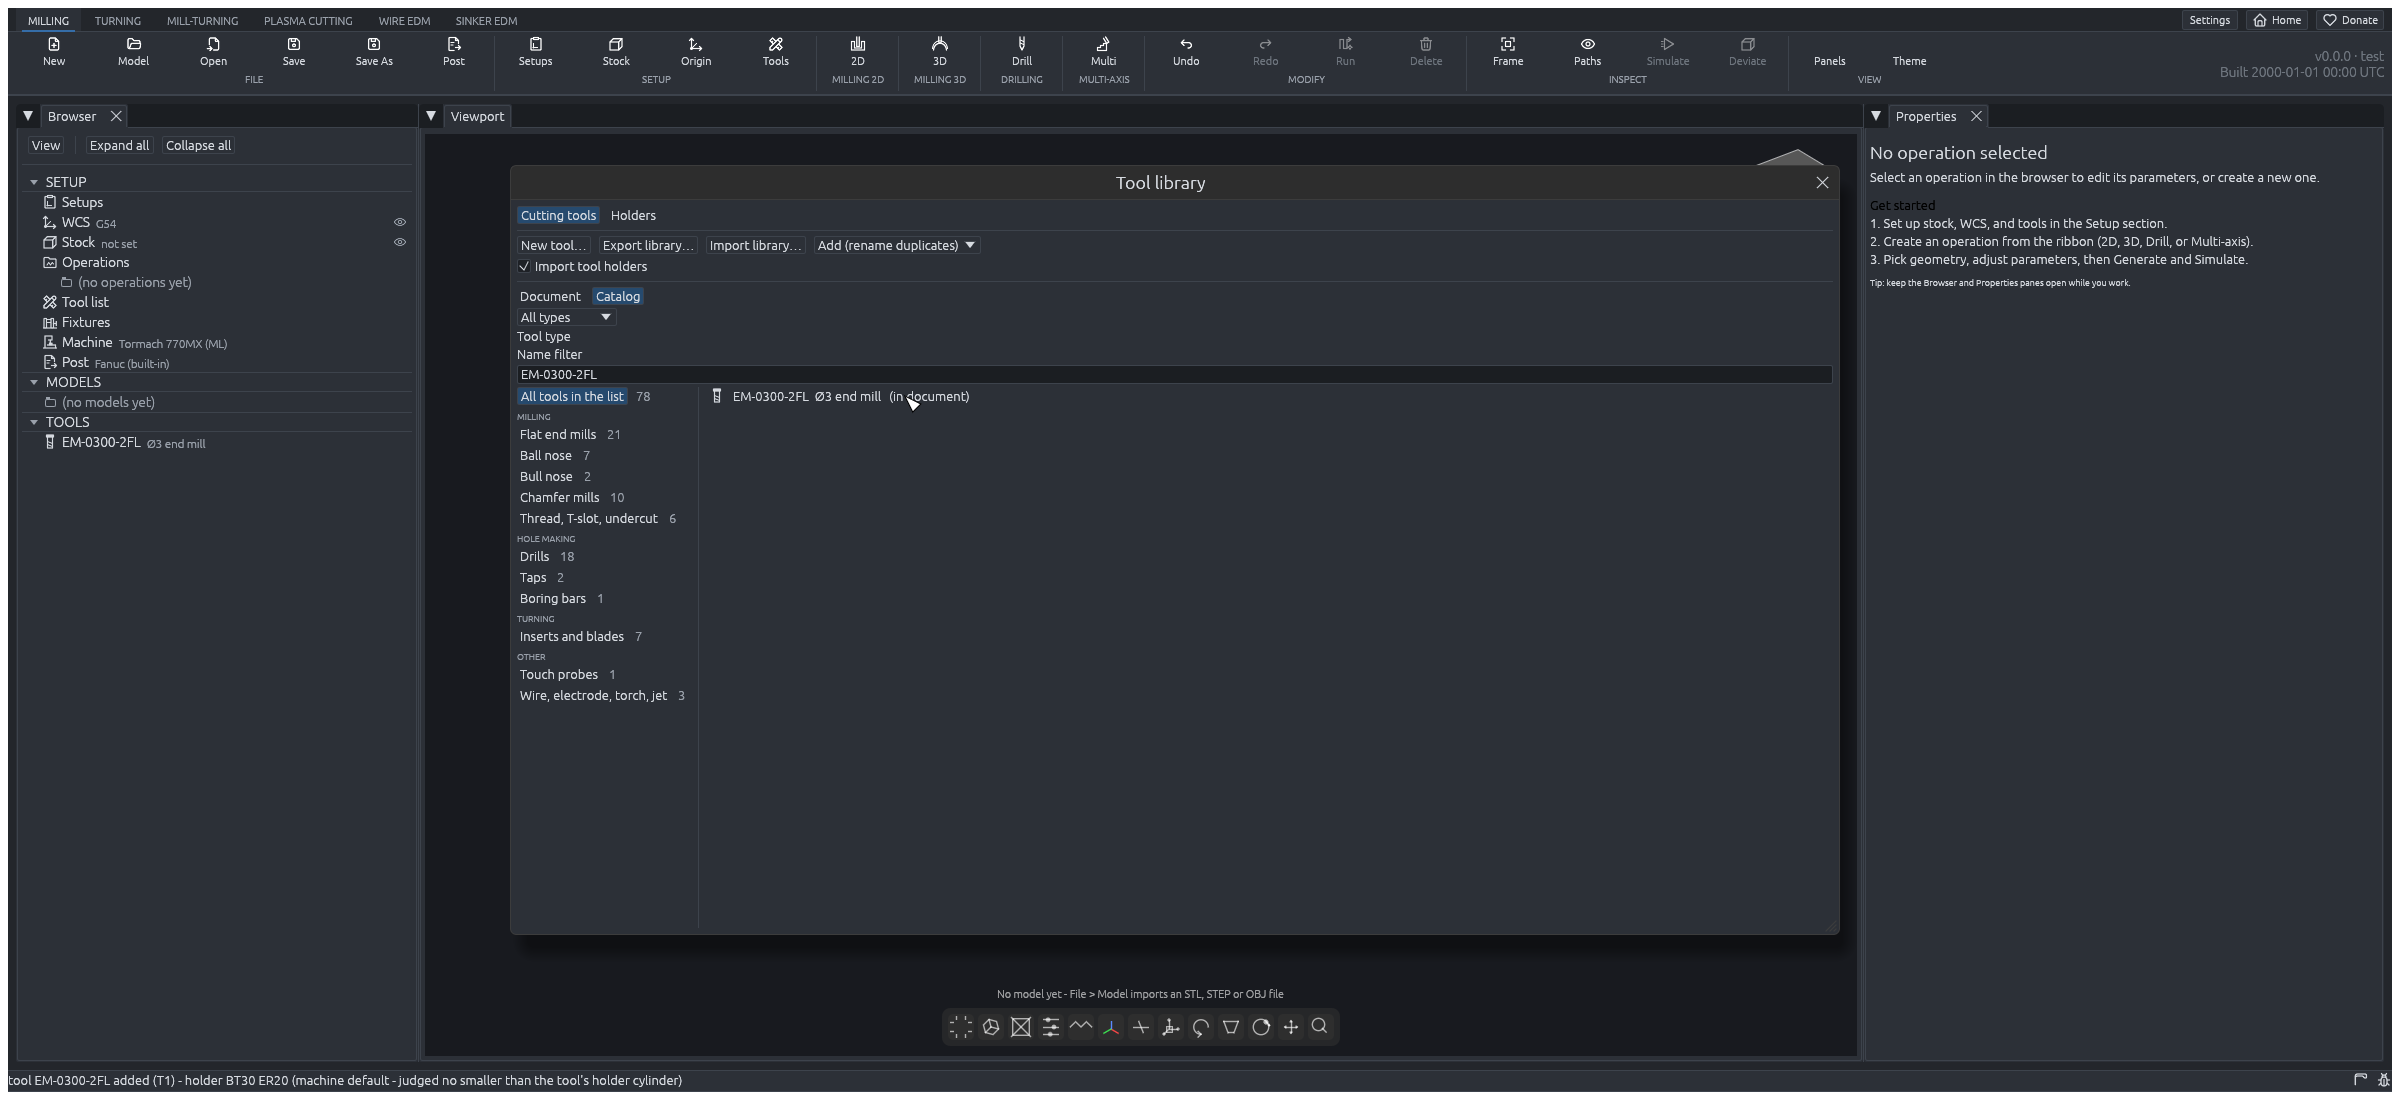 MILLING TURNING MILL-TURNING PLASMA CUTTING WIRE EDM SINKER EDM Settings Home Donate
New Model Open Save Save As Post Setups Stock Origin Tools 2D 3D Drill Multi Undo Redo Run Delete Frame Paths Simulate Deviate Panels Theme
FILE SETUP MILLING 2D MILLING 3D DRILLING MULTI-AXIS MODIFY INSPECT VIEW
v0.0.0 · test
Built 2000-01-01 00:00 UTC
Browser
View Expand all Collapse all
SETUP
Setups
WCS G54
Stock not set
Operations
(no operations yet)
Tool list
Fixtures
Machine Tormach 770MX (ML)
Post Fanuc (built-in)
MODELS
(no models yet)
TOOLS
EM-0300-2FL Ø3 end mill
Viewport
Tool library
Cutting tools Holders
New tool... Export library... Import library... Add (rename duplicates)
Import tool holders
Document Catalog
All types
Tool type
Name filter
EM-0300-2FL
All tools in the list 78
MILLING
Flat end mills 21
Ball nose 7
Bull nose 2
Chamfer mills 10
Thread, T-slot, undercut 6
HOLE MAKING
Drills 18
Taps 2
Boring bars 1
TURNING
Inserts and blades 7
OTHER
Touch probes 1
Wire, electrode, torch, jet 3
EM-0300-2FL Ø3 end mill (in document)
No model yet - File > Model imports an STL, STEP or OBJ file
Properties
No operation selected
Select an operation in the browser to edit its parameters, or create a new one.
Get started
1. Set up stock, WCS, and tools in the Setup section.
2. Create an operation from the ribbon (2D, 3D, Drill, or Multi-axis).
3. Pick geometry, adjust parameters, then Generate and Simulate.
Tip: keep the Browser and Properties panes open while you work.
tool EM-0300-2FL added (T1) - holder BT30 ER20 (machine default - judged no smaller than the tool's holder cylinder)